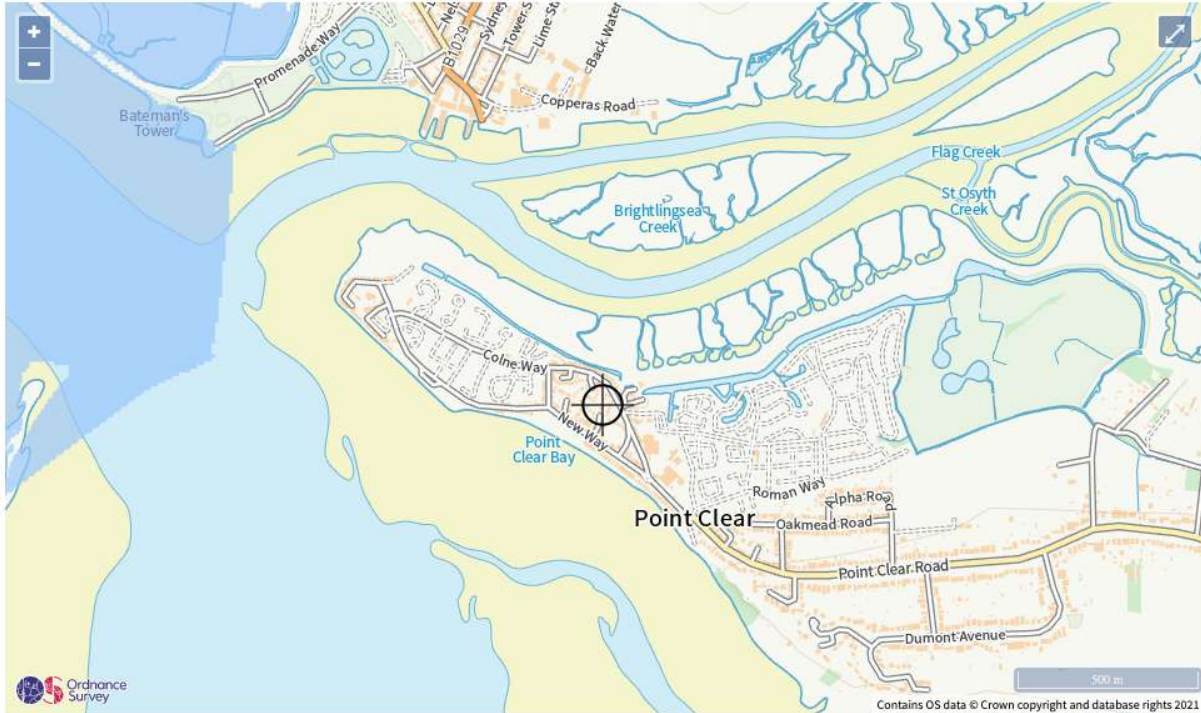 +
−
Promenade Way
B1029
Sydney
Tower S
Lime St
Back Water
Copperas Road
Bateman's
Tower
Flag Creek
St Osyth
Creek
Brightlingsea
Creek
Colne Way
New Way
Point
Clear Bay
Roman Way
Alpha Road
Point Clear
Oakmead Road
Point Clear Road
Dumont Avenue
500 m
Ordnance
Survey
Contains OS data © Crown copyright and database rights 2021